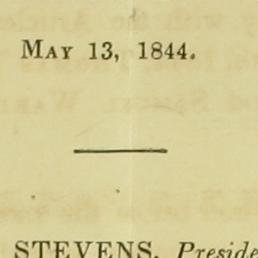 May 13, 1844.
STEVENS, Preside